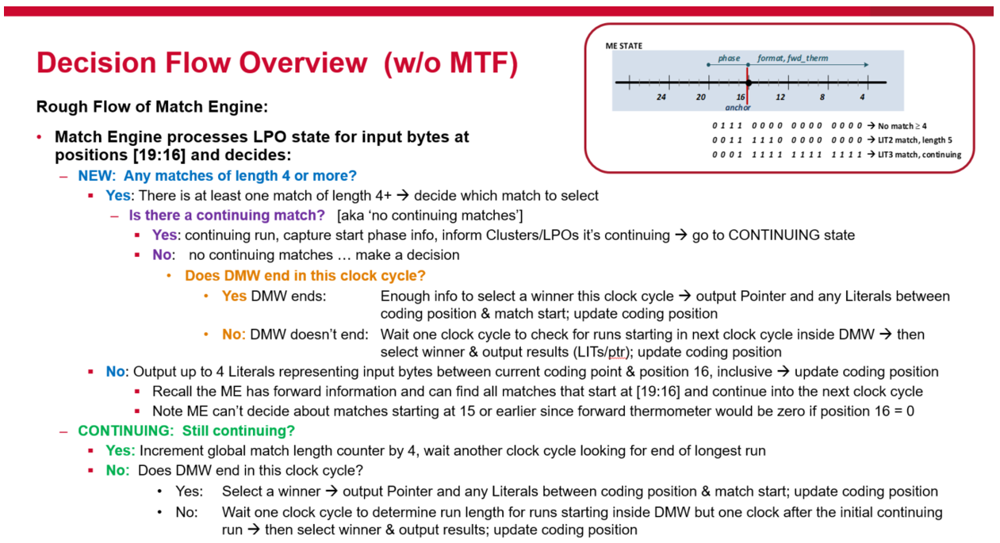 Decision Flow Overview (w/o MTF)
Rough Flow of Match Engine:
• Match Engine processes LPO state for input bytes at
positions [19:16] and decides:
– NEW: Any matches of length 4 or more?
▪ Yes: There is at least one match of length 4+ → decide which match to select
– Is there a continuing match? [aka ‘no continuing matches’]
▪ Yes: continuing run, capture start phase info, inform Clusters/LPOs it’s continuing → go to CONTINUING state
▪ No: no continuing matches … make a decision
• Does DMW end in this clock cycle?
• Yes DMW ends: Enough info to select a winner this clock cycle → output Pointer and any Literals between
coding position & match start; update coding position
• No: DMW doesn’t end: Wait one clock cycle to check for runs starting in next clock cycle inside DMW → then
select winner & output results (LITs/ptr); update coding position
▪ No: Output up to 4 Literals representing input bytes between current coding point & position 16, inclusive → update coding position
▪ Recall the ME has forward information and can find all matches that start at [19:16] and continue into the next clock cycle
▪ Note ME can’t decide about matches starting at 15 or earlier since forward thermometer would be zero if position 16 = 0
– CONTINUING: Still continuing?
▪ Yes: Increment global match length counter by 4, wait another clock cycle looking for end of longest run
▪ No: Does DMW end in this clock cycle?
• Yes: Select a winner → output Pointer and any Literals between coding position & match start; update coding position
• No: Wait one clock cycle to determine run length for runs starting inside DMW but one clock after the initial continuing
run → then select winner & output results; update coding position
ME STATE
phase format, fwd_therm
24 20 16 12 8 4
anchor
0 1 1 1 0 0 0 0 0 0 0 0 0 0 0 0 → No match ≥ 4
0 0 1 1 1 1 1 0 0 0 0 0 0 0 0 0 → LIT2 match, length 5
0 0 0 1 1 1 1 1 1 1 1 1 1 1 1 1 → LIT3 match, continuing